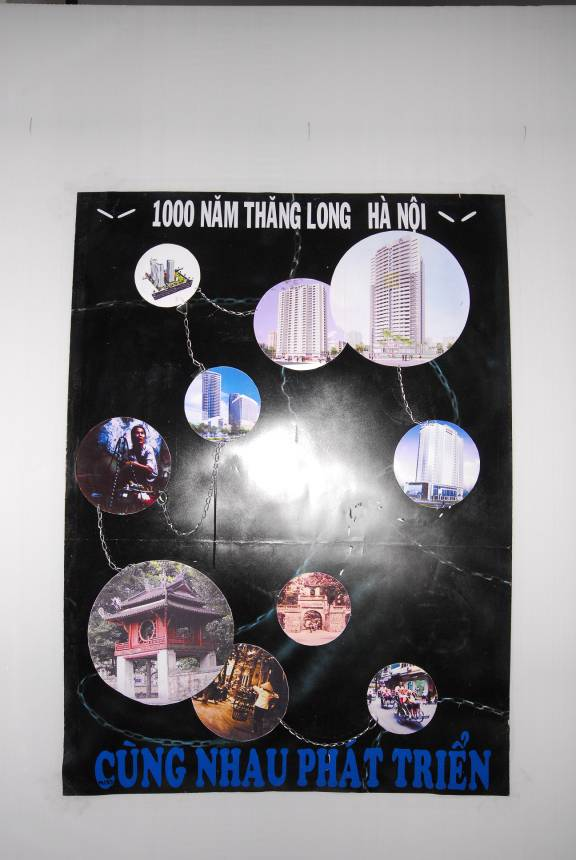 1000 NĂM THĂNG LONG HÀ NỘI
CÙNG NHAU PHÁT TRIỂN